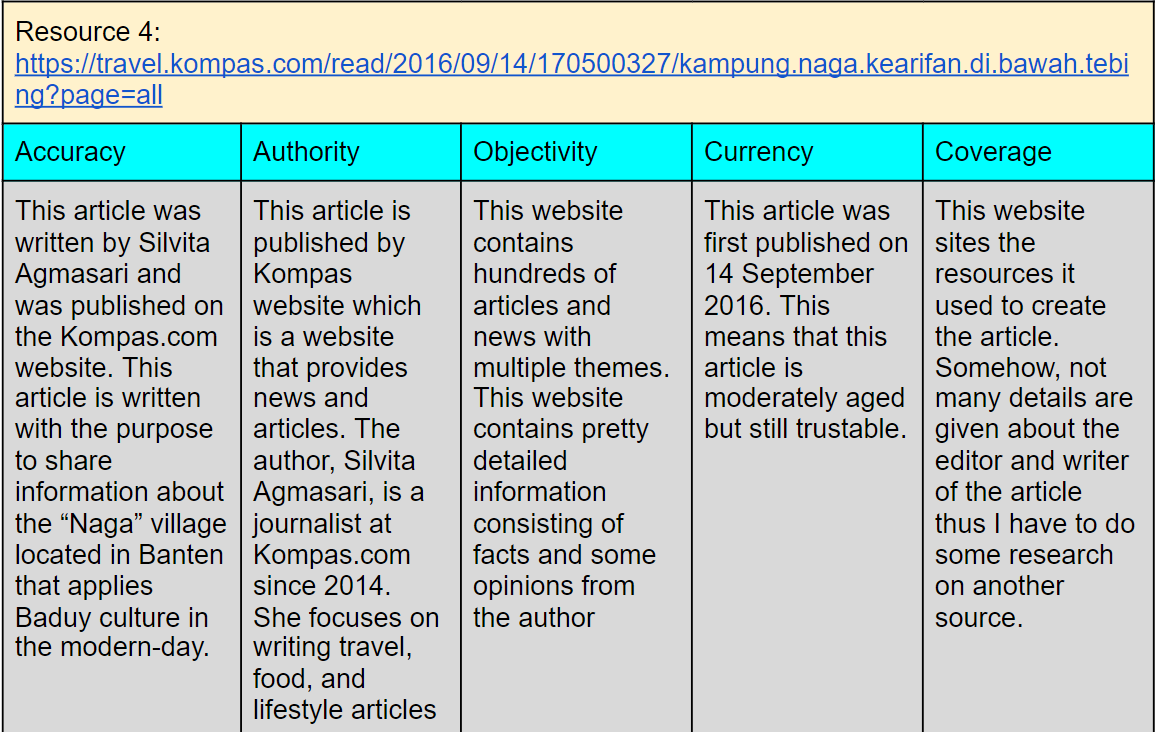 Resource 4:
https://travel.kompas.com/read/2016/09/14/170500327/kampung.naga.kearifan.di.bawah.tebi
ng?page=all
Accuracy
Authority
Objectivity
Currency
Coverage
This article was
written by Silvita
Agmasari and
was published on
the Kompas.com
website. This
article is written
with the purpose
to share
information about
the “Naga” village
located in Banten
that applies
Baduy culture in
the modern-day.
This article is
published by
Kompas
website which
is a website
that provides
news and
articles. The
author, Silvita
Agmasari, is a
journalist at
Kompas.com
since 2014.
She focuses on
writing travel,
food, and
lifestyle articles
This website
contains
hundreds of
articles and
news with
multiple themes.
This website
contains pretty
detailed
information
consisting of
facts and some
opinions from
the author
This article was
first published on
14 September
2016. This
means that this
article is
moderately aged
but still trustable.
This website
sites the
resources it
used to create
the article.
Somehow, not
many details are
given about the
editor and writer
of the article
thus I have to do
some research
on another
source.